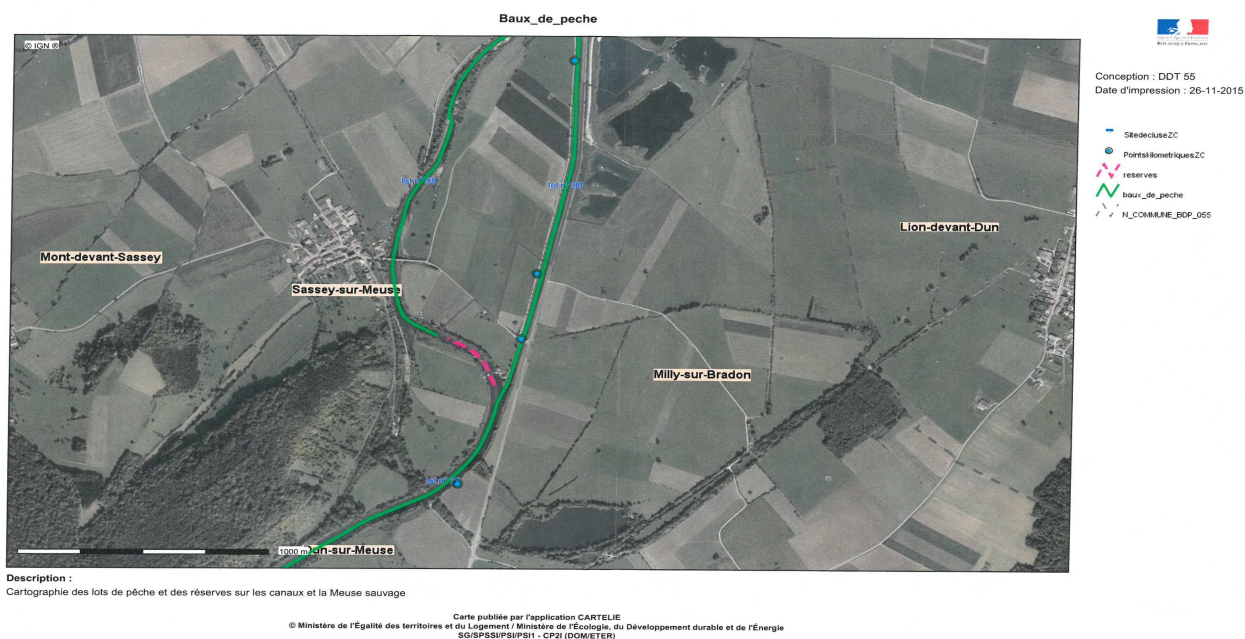 Baux_de_peche
© IGN ®
RÉPUBLIQUE FRANÇAISE
Conception : DDT 55
Date d'impression : 26-11-2015
SitedecluseZC
PointskilometriquesZC
reserves
baux_de_peche
N_COMMUNE_BDP_055
Lion-devant-Dun
Mont-devant-Sassey
Sassey-sur-Meuse
Milly-sur-Bradon
1000 m
Dun-sur-Meuse
Description :
Cartographie des lots de pêche et des réserves sur les canaux et la Meuse sauvage
Carte publiée par l'application CARTELIE
© Ministère de l'Égalité des territoires et du Logement / Ministère de l'Écologie, du Développement durable et de l'Énergie
SG/SPSSI/PSI/PSI1 - CP2I (DOM/ETER)